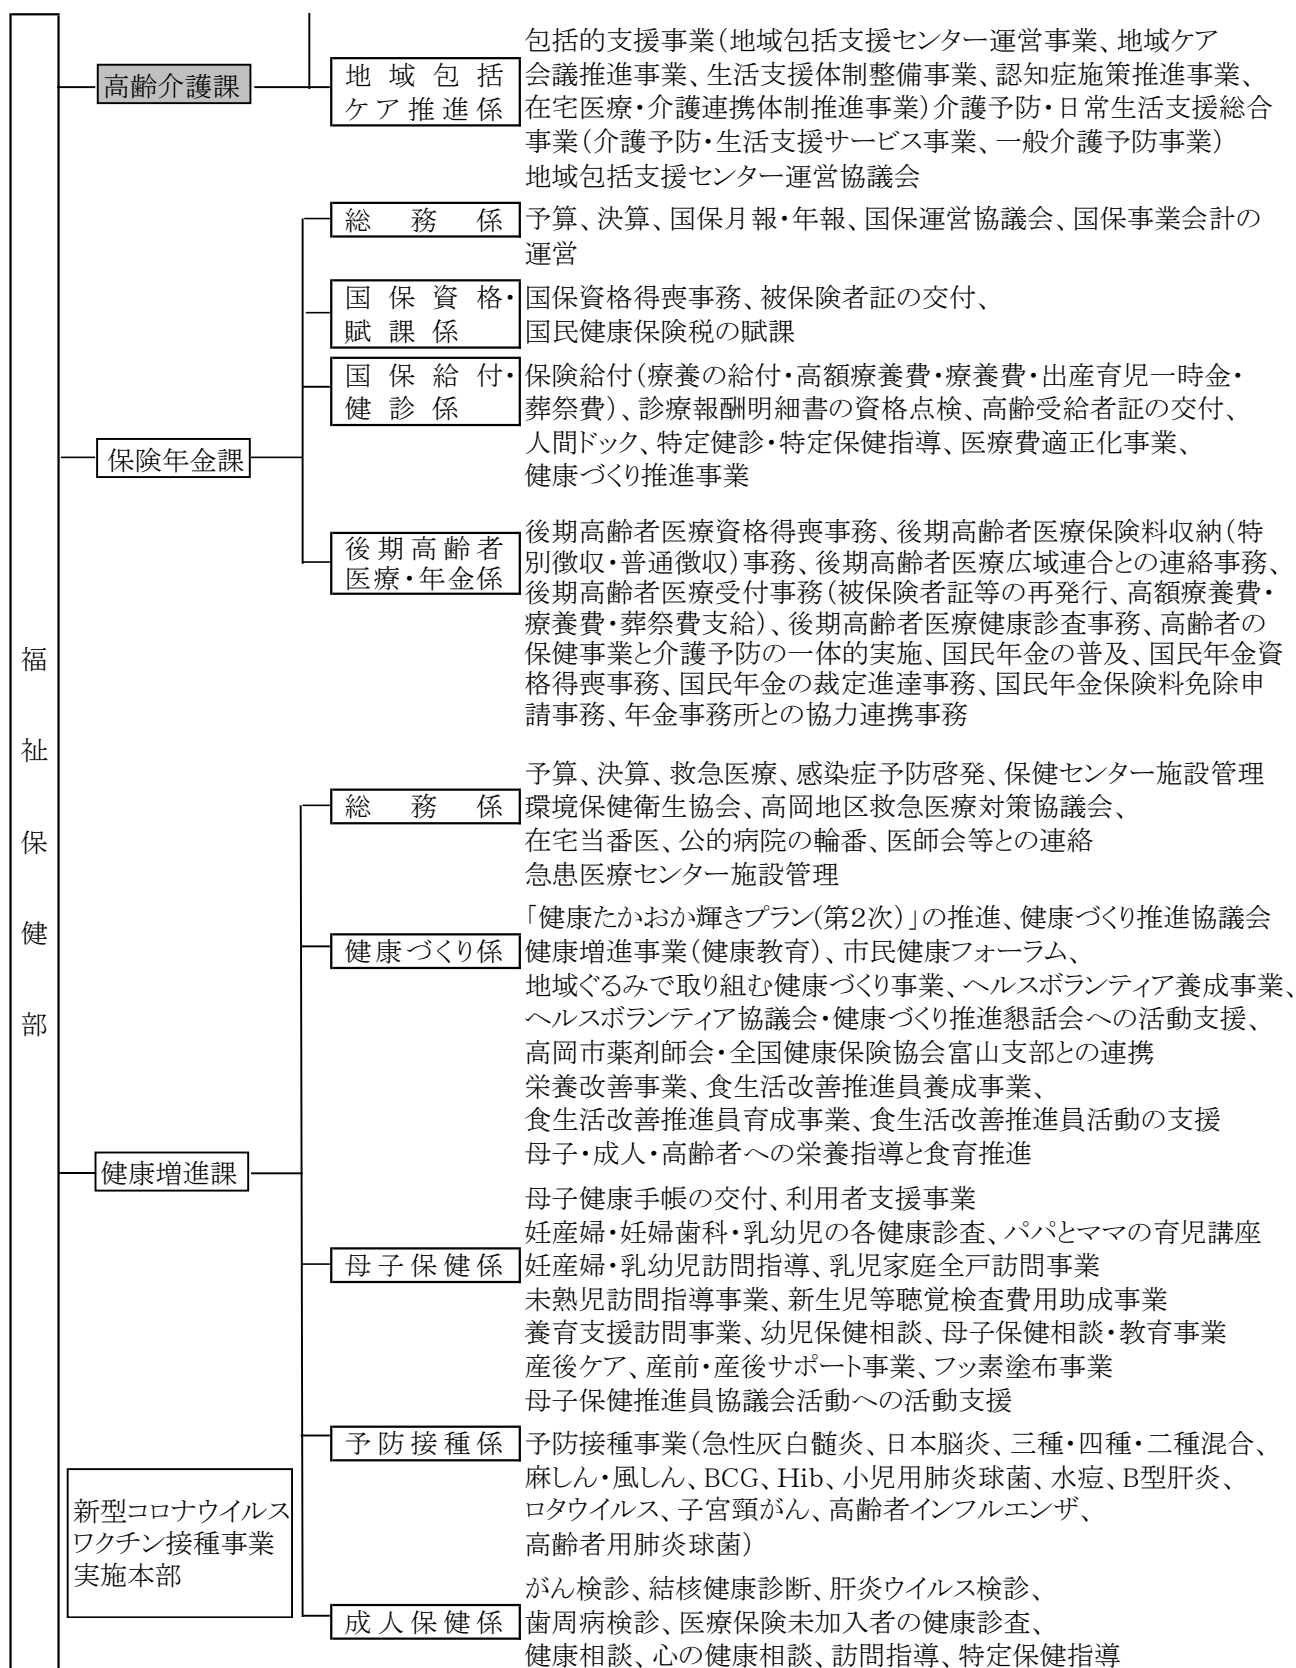 福祉保健部
高齢介護課
地域包括
ケア推進係
包括的支援事業（地域包括支援センター運営事業、地域ケア
会議推進事業、生活支援体制整備事業、認知症施策推進事業、
在宅医療・介護連携体制推進事業）介護予防・日常生活支援総合
事業（介護予防・生活支援サービス事業、一般介護予防事業）
地域包括支援センター運営協議会
保険年金課
総務係
予算、決算、国保月報・年報、国保運営協議会、国保事業会計の
運営
国保資格・
賦課係
国保資格得喪事務、被保険者証の交付、
国民健康保険税の賦課
国保給付・
健診係
保険給付（療養の給付・高額療養費・療養費・出産育児一時金・
葬祭費）、診療報酬明細書の資格点検、高齢受給者証の交付、
人間ドック、特定健診・特定保健指導、医療費適正化事業、
健康づくり推進事業
後期高齢者
医療・年金係
後期高齢者医療資格得喪事務、後期高齢者医療保険料収納（特
別徴収・普通徴収）事務、後期高齢者医療広域連合との連絡事務、
後期高齢者医療受付事務（被保険者証等の再発行、高額療養費・
療養費・葬祭費支給）、後期高齢者医療健康診査事務、高齢者の
保健事業と介護予防の一体的実施、国民年金の普及、国民年金資
格得喪事務、国民年金の裁定進達事務、国民年金保険料免除申
請事務、年金事務所との協力連携事務
健康増進課
総務係
予算、決算、救急医療、感染症予防啓発、保健センター施設管理
環境保健衛生協会、高岡地区救急医療対策協議会、
在宅当番医、公的病院の輪番、医師会等との連絡
急患医療センター施設管理
健康づくり係
「健康たかおか輝きプラン(第2次)」の推進、健康づくり推進協議会
健康増進事業（健康教育）、市民健康フォーラム、
地域ぐるみで取り組む健康づくり事業、ヘルスボランティア養成事業、
ヘルスボランティア協議会・健康づくり推進懇話会への活動支援、
高岡市薬剤師会・全国健康保険協会富山支部との連携
栄養改善事業、食生活改善推進員養成事業、
食生活改善推進員育成事業、食生活改善推進員活動の支援
母子・成人・高齢者への栄養指導と食育推進
母子保健係
母子健康手帳の交付、利用者支援事業
妊産婦・妊婦歯科・乳幼児の各健康診査、パパとママの育児講座
妊産婦・乳幼児訪問指導、乳児家庭全戸訪問事業
未熟児訪問指導事業、新生児等聴覚検査費用助成事業
養育支援訪問事業、幼児保健相談、母子保健相談・教育事業
産後ケア、産前・産後サポート事業、フッ素塗布事業
母子保健推進員協議会活動への活動支援
予防接種係
予防接種事業（急性灰白髄炎、日本脳炎、三種・四種・二種混合、
麻しん・風しん、BCG、Hib、小児用肺炎球菌、水痘、B型肝炎、
ロタウイルス、子宮頸がん、高齢者インフルエンザ、
高齢者用肺炎球菌）
新型コロナウイルス
ワクチン接種事業
実施本部
成人保健係
がん検診、結核健康診断、肝炎ウイルス検診、
歯周病検診、医療保険未加入者の健康診査、
健康相談、心の健康相談、訪問指導、特定保健指導